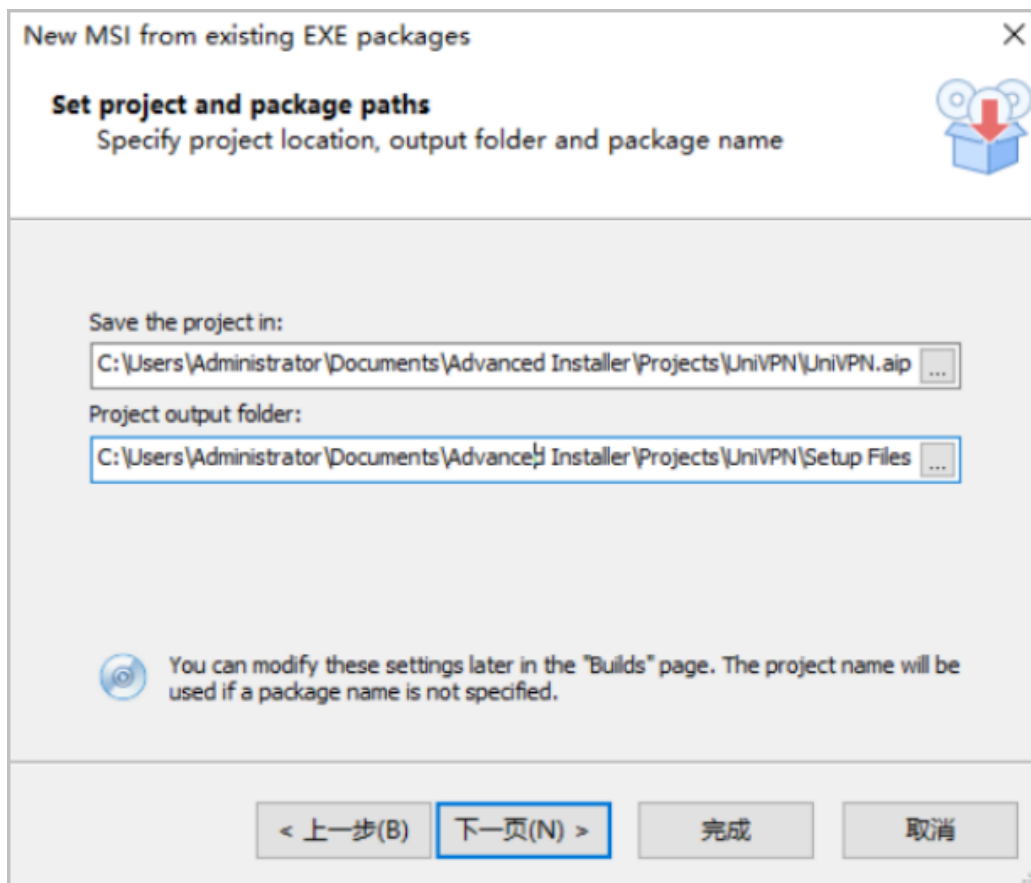 New MSI from existing EXE packages
Set project and package paths
Specify project location, output folder and package name
Save the project in:
C:\Users\Administrator\Documents\Advanced Installer\Projects\UniVPN\UniVPN.aip
...
Project output folder:
C:\Users\Administrator\Documents\Advanced Installer\Projects\UniVPN\Setup Files
...
You can modify these settings later in the "Builds" page. The project name will be
used if a package name is not specified.
< 上一步(B) 下一页(N) > 完成 取消